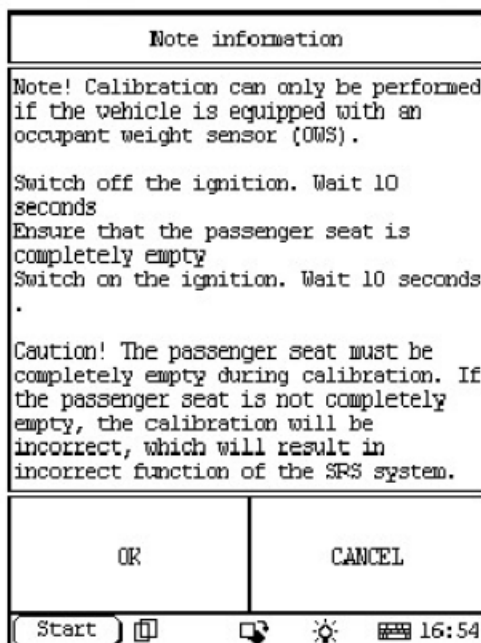 Note information
Note! Calibration can only be performed
if the vehicle is equipped with an
occupant weight sensor (OWS).
Switch off the ignition. Wait 10
seconds
Ensure that the passenger seat is
completely empty
Switch on the ignition. Wait 10 seconds
.
Caution! The passenger seat must be
completely empty during calibration. If
the passenger seat is not completely
empty, the calibration will be
incorrect, which will result in
incorrect function of the SRS system.
OK
CANCEL
Start
16:54